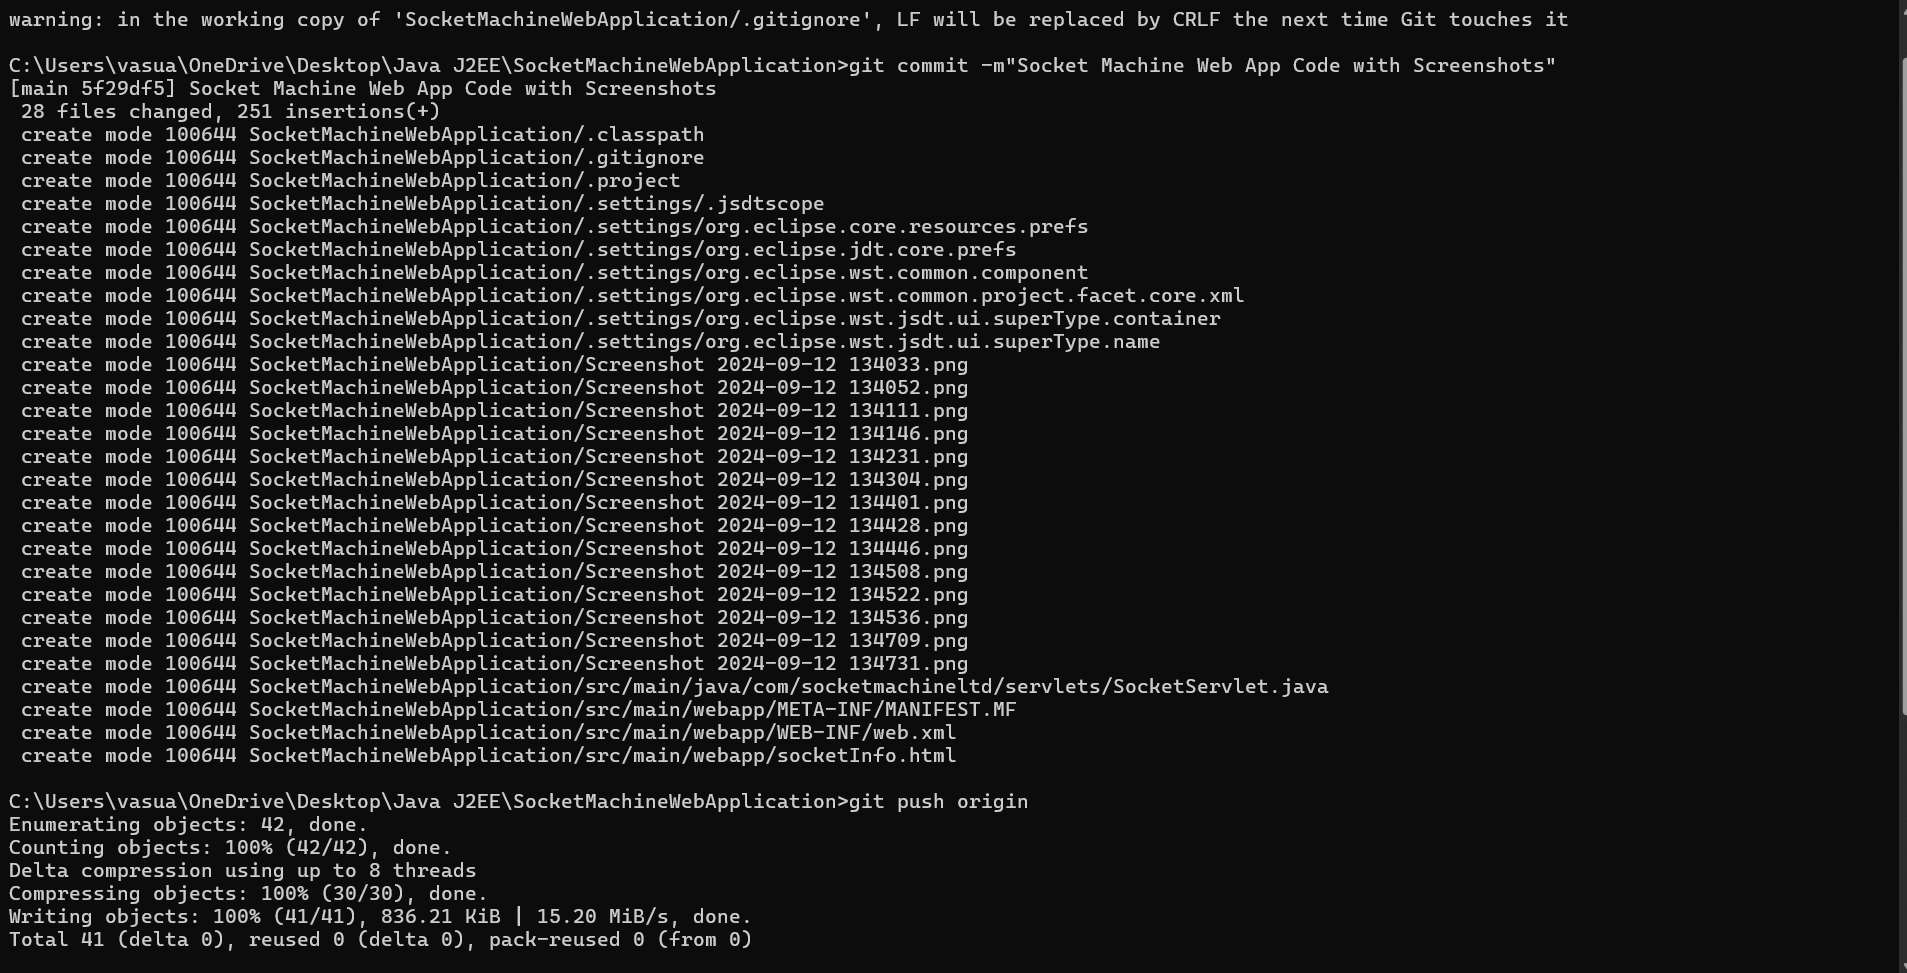 warning: in the working copy of 'SocketMachineWebApplication/.gitignore', LF will be replaced by CRLF the next time Git touches it
C:\Users\vasua\OneDrive\Desktop\Java J2EE\SocketMachineWebApplication>git commit -m"Socket Machine Web App Code with Screenshots"
[main 5f29df5] Socket Machine Web App Code with Screenshots
 28 files changed, 251 insertions(+)
 create mode 100644 SocketMachineWebApplication/.classpath
 create mode 100644 SocketMachineWebApplication/.gitignore
 create mode 100644 SocketMachineWebApplication/.project
 create mode 100644 SocketMachineWebApplication/.settings/.jsdtscope
 create mode 100644 SocketMachineWebApplication/.settings/org.eclipse.core.resources.prefs
 create mode 100644 SocketMachineWebApplication/.settings/org.eclipse.jdt.core.prefs
 create mode 100644 SocketMachineWebApplication/.settings/org.eclipse.wst.common.component
 create mode 100644 SocketMachineWebApplication/.settings/org.eclipse.wst.common.project.facet.core.xml
 create mode 100644 SocketMachineWebApplication/.settings/org.eclipse.wst.jsdt.ui.superType.container
 create mode 100644 SocketMachineWebApplication/.settings/org.eclipse.wst.jsdt.ui.superType.name
 create mode 100644 SocketMachineWebApplication/Screenshot 2024-09-12 134033.png
 create mode 100644 SocketMachineWebApplication/Screenshot 2024-09-12 134052.png
 create mode 100644 SocketMachineWebApplication/Screenshot 2024-09-12 134111.png
 create mode 100644 SocketMachineWebApplication/Screenshot 2024-09-12 134146.png
 create mode 100644 SocketMachineWebApplication/Screenshot 2024-09-12 134231.png
 create mode 100644 SocketMachineWebApplication/Screenshot 2024-09-12 134304.png
 create mode 100644 SocketMachineWebApplication/Screenshot 2024-09-12 134401.png
 create mode 100644 SocketMachineWebApplication/Screenshot 2024-09-12 134428.png
 create mode 100644 SocketMachineWebApplication/Screenshot 2024-09-12 134446.png
 create mode 100644 SocketMachineWebApplication/Screenshot 2024-09-12 134508.png
 create mode 100644 SocketMachineWebApplication/Screenshot 2024-09-12 134522.png
 create mode 100644 SocketMachineWebApplication/Screenshot 2024-09-12 134536.png
 create mode 100644 SocketMachineWebApplication/Screenshot 2024-09-12 134709.png
 create mode 100644 SocketMachineWebApplication/Screenshot 2024-09-12 134731.png
 create mode 100644 SocketMachineWebApplication/src/main/java/com/socketmachineltd/servlets/SocketServlet.java
 create mode 100644 SocketMachineWebApplication/src/main/webapp/META-INF/MANIFEST.MF
 create mode 100644 SocketMachineWebApplication/src/main/webapp/WEB-INF/web.xml
 create mode 100644 SocketMachineWebApplication/src/main/webapp/socketInfo.html
C:\Users\vasua\OneDrive\Desktop\Java J2EE\SocketMachineWebApplication>git push origin
Enumerating objects: 42, done.
Counting objects: 100% (42/42), done.
Delta compression using up to 8 threads
Compressing objects: 100% (30/30), done.
Writing objects: 100% (41/41), 836.21 KiB | 15.20 MiB/s, done.
Total 41 (delta 0), reused 0 (delta 0), pack-reused 0 (from 0)